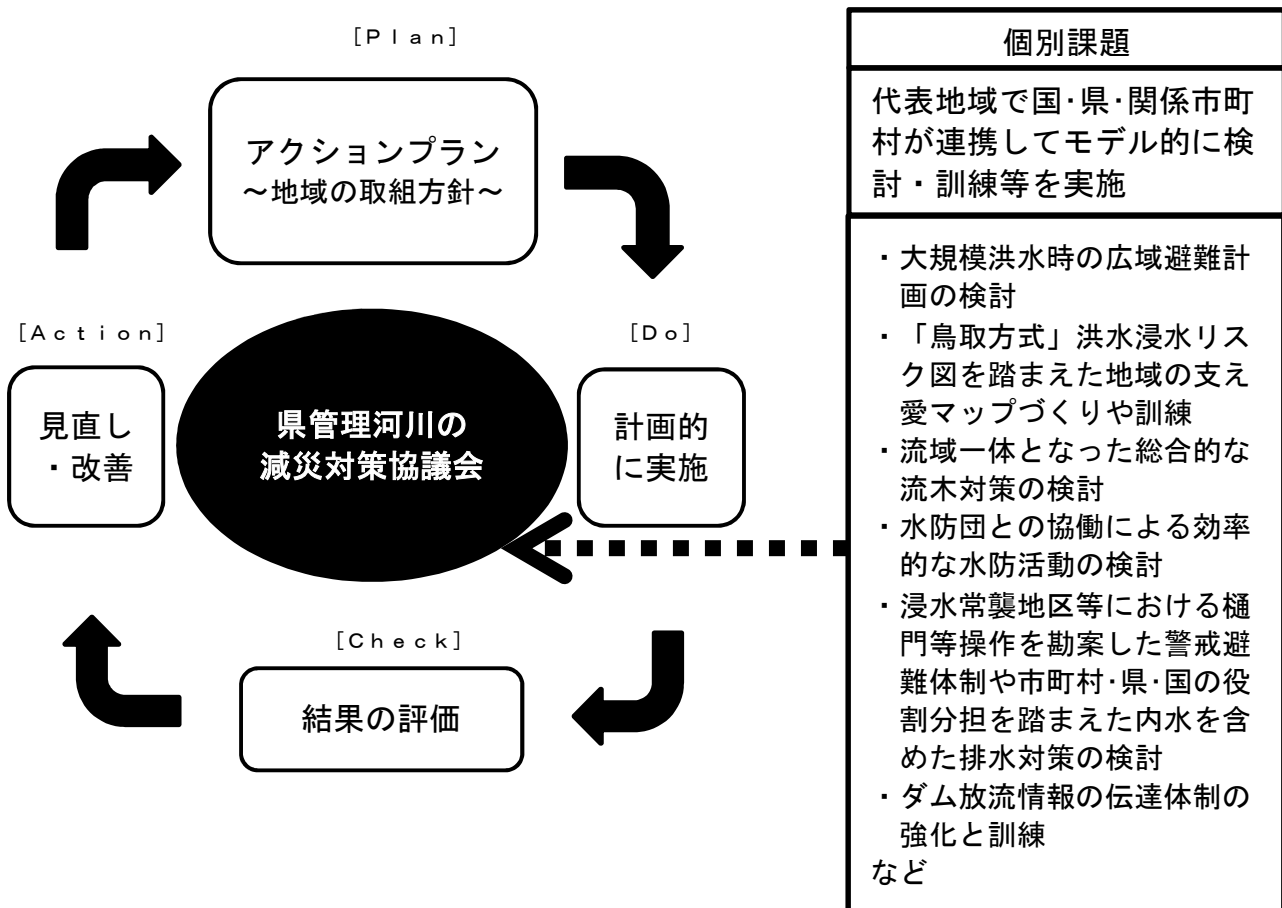 [Plan]
アクションプラン
~地域の取組方針~
[Action]
見直し
・改善
県管理河川の
減災対策協議会
[Do]
計画的
に実施
[Check]
結果の評価
個別課題
代表地域で国・県・関係市町
村が連携してモデル的に検
討・訓練等を実施
・大規模洪水時の広域避難計
画の検討
・「鳥取方式」洪水浸水リス
ク図を踏まえた地域の支え
愛マップづくりや訓練
・流域一体となった総合的な
流木対策の検討
・水防団との協働による効率
的な水防活動の検討
・浸水常襲地区等における樋
門等操作を勘案した警戒避
難体制や市町村・県・国の役
割分担を踏まえた内水を含
めた排水対策の検討
・ダム放流情報の伝達体制の
強化と訓練
など